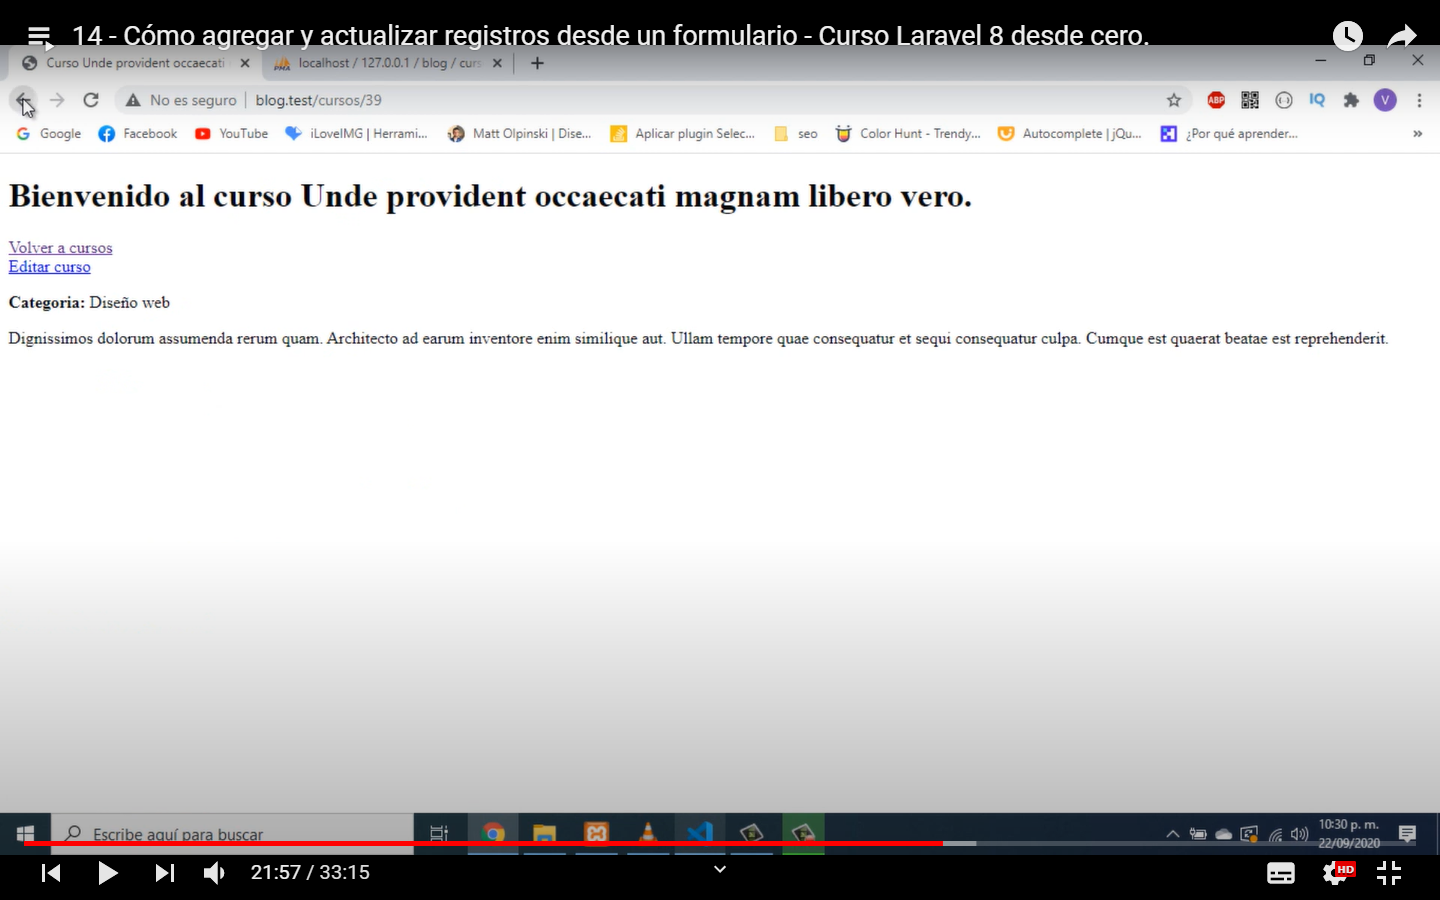 14 - Cómo agregar y actualizar registros desde un formulario - Curso Laravel 8 desde cero.
Curso Unde provident occaecati
localhost / 127.0.0.1 / blog / curs
No es seguro
blog.test/cursos/39
ABP
IQ
V
Google
Facebook
YouTube
iLoveIMG | Herrami...
Matt Olpinski | Dise...
Aplicar plugin Selec...
seo
Color Hunt - Trendy...
Autocomplete | jQu...
¿Por qué aprender...
»
Bienvenido al curso Unde provident occaecati magnam libero vero.
Volver a cursos
Editar curso
Categoria: Diseño web
Dignissimos dolorum assumenda rerum quam. Architecto ad earum inventore enim similique aut. Ullam tempore quae consequatur et sequi consequatur culpa. Cumque est quaerat beatae est reprehenderit.
Escribe aquí para buscar
10:30 p. m.
22/09/2020
21:57 / 33:15
HD